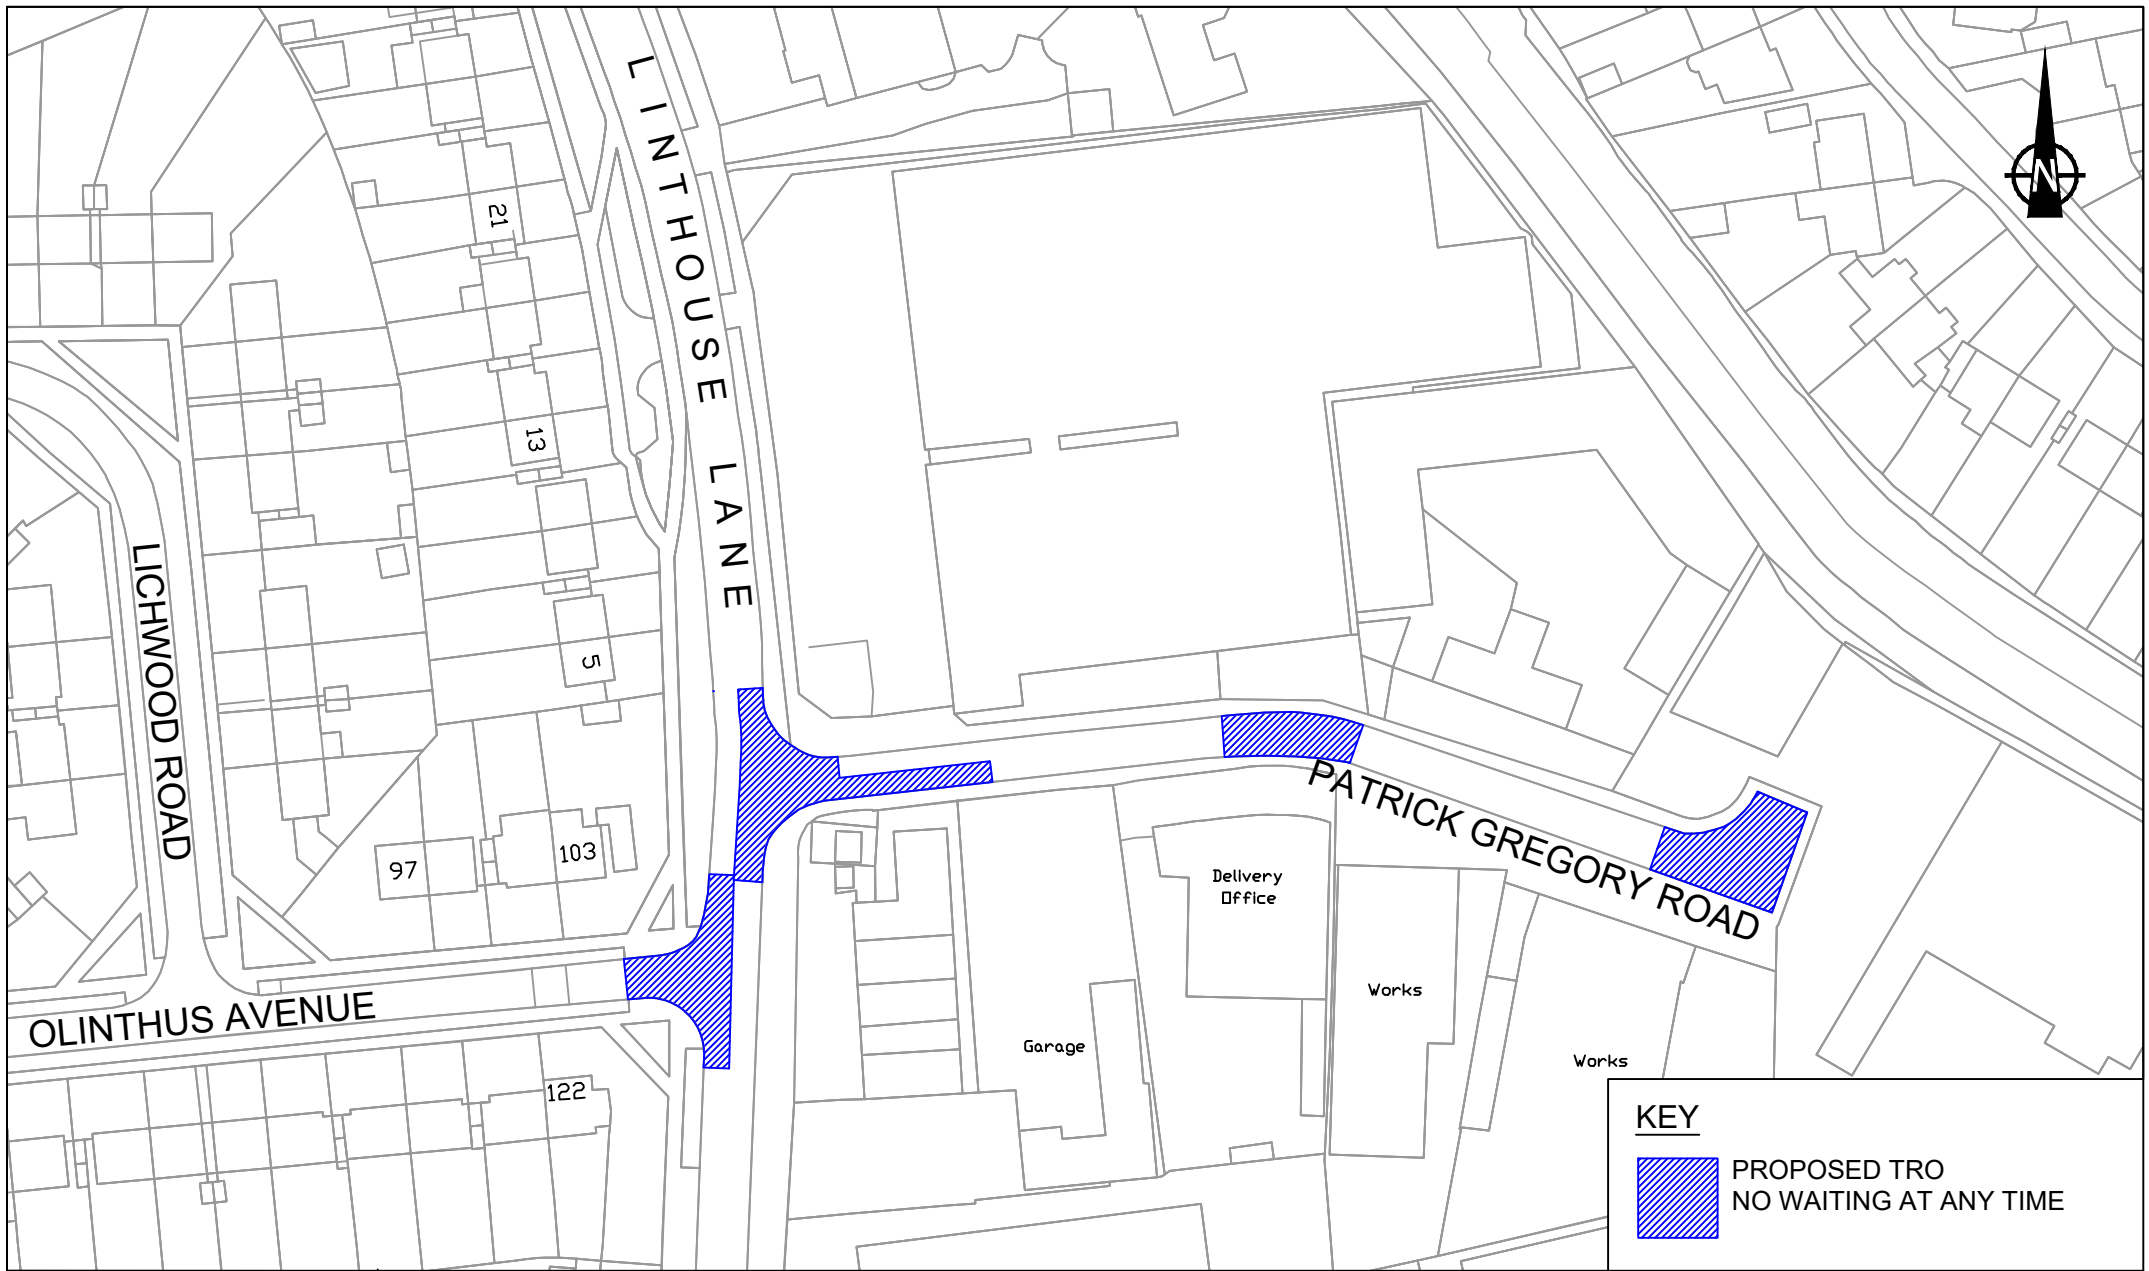 LINTHOUSE LANE
N
21
13
5
LICHWOOD ROAD
97
103
PATRICK GREGORY ROAD
Delivery
Office
Works
OLINTHUS AVENUE
Garage
Works
122
KEY
PROPOSED TRO
NO WAITING AT ANY TIME